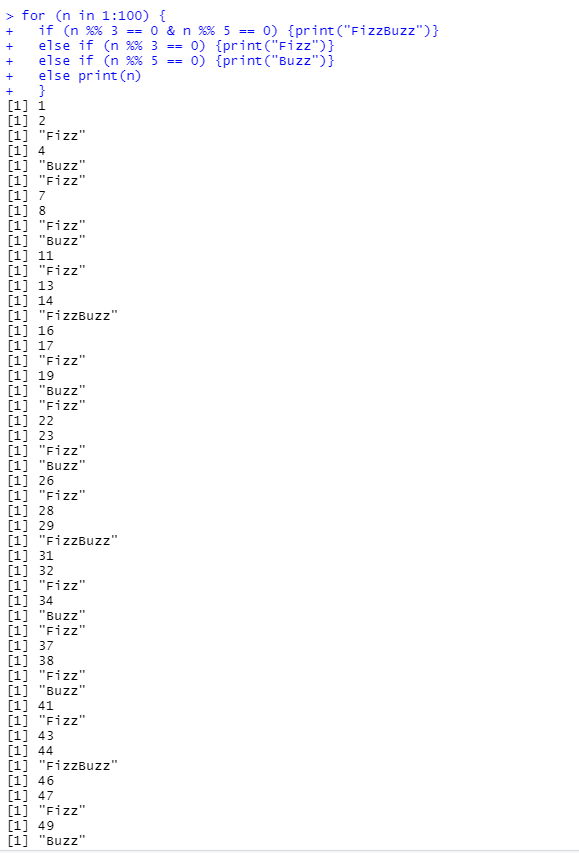 > for (n in 1:100) {
+   if (n %% 3 == 0 & n %% 5 == 0) {print("FizzBuzz")}
+   else if (n %% 3 == 0) {print("Fizz")}
+   else if (n %% 5 == 0) {print("Buzz")}
+   else print(n)
+   }
[1] 1
[1] 2
[1] "Fizz"
[1] 4
[1] "Buzz"
[1] "Fizz"
[1] 7
[1] 8
[1] "Fizz"
[1] "Buzz"
[1] 11
[1] "Fizz"
[1] 13
[1] 14
[1] "FizzBuzz"
[1] 16
[1] 17
[1] "Fizz"
[1] 19
[1] "Buzz"
[1] "Fizz"
[1] 22
[1] 23
[1] "Fizz"
[1] "Buzz"
[1] 26
[1] "Fizz"
[1] 28
[1] 29
[1] "FizzBuzz"
[1] 31
[1] 32
[1] "Fizz"
[1] 34
[1] "Buzz"
[1] "Fizz"
[1] 37
[1] 38
[1] "Fizz"
[1] "Buzz"
[1] 41
[1] "Fizz"
[1] 43
[1] 44
[1] "FizzBuzz"
[1] 46
[1] 47
[1] "Fizz"
[1] 49
[1] "Buzz"